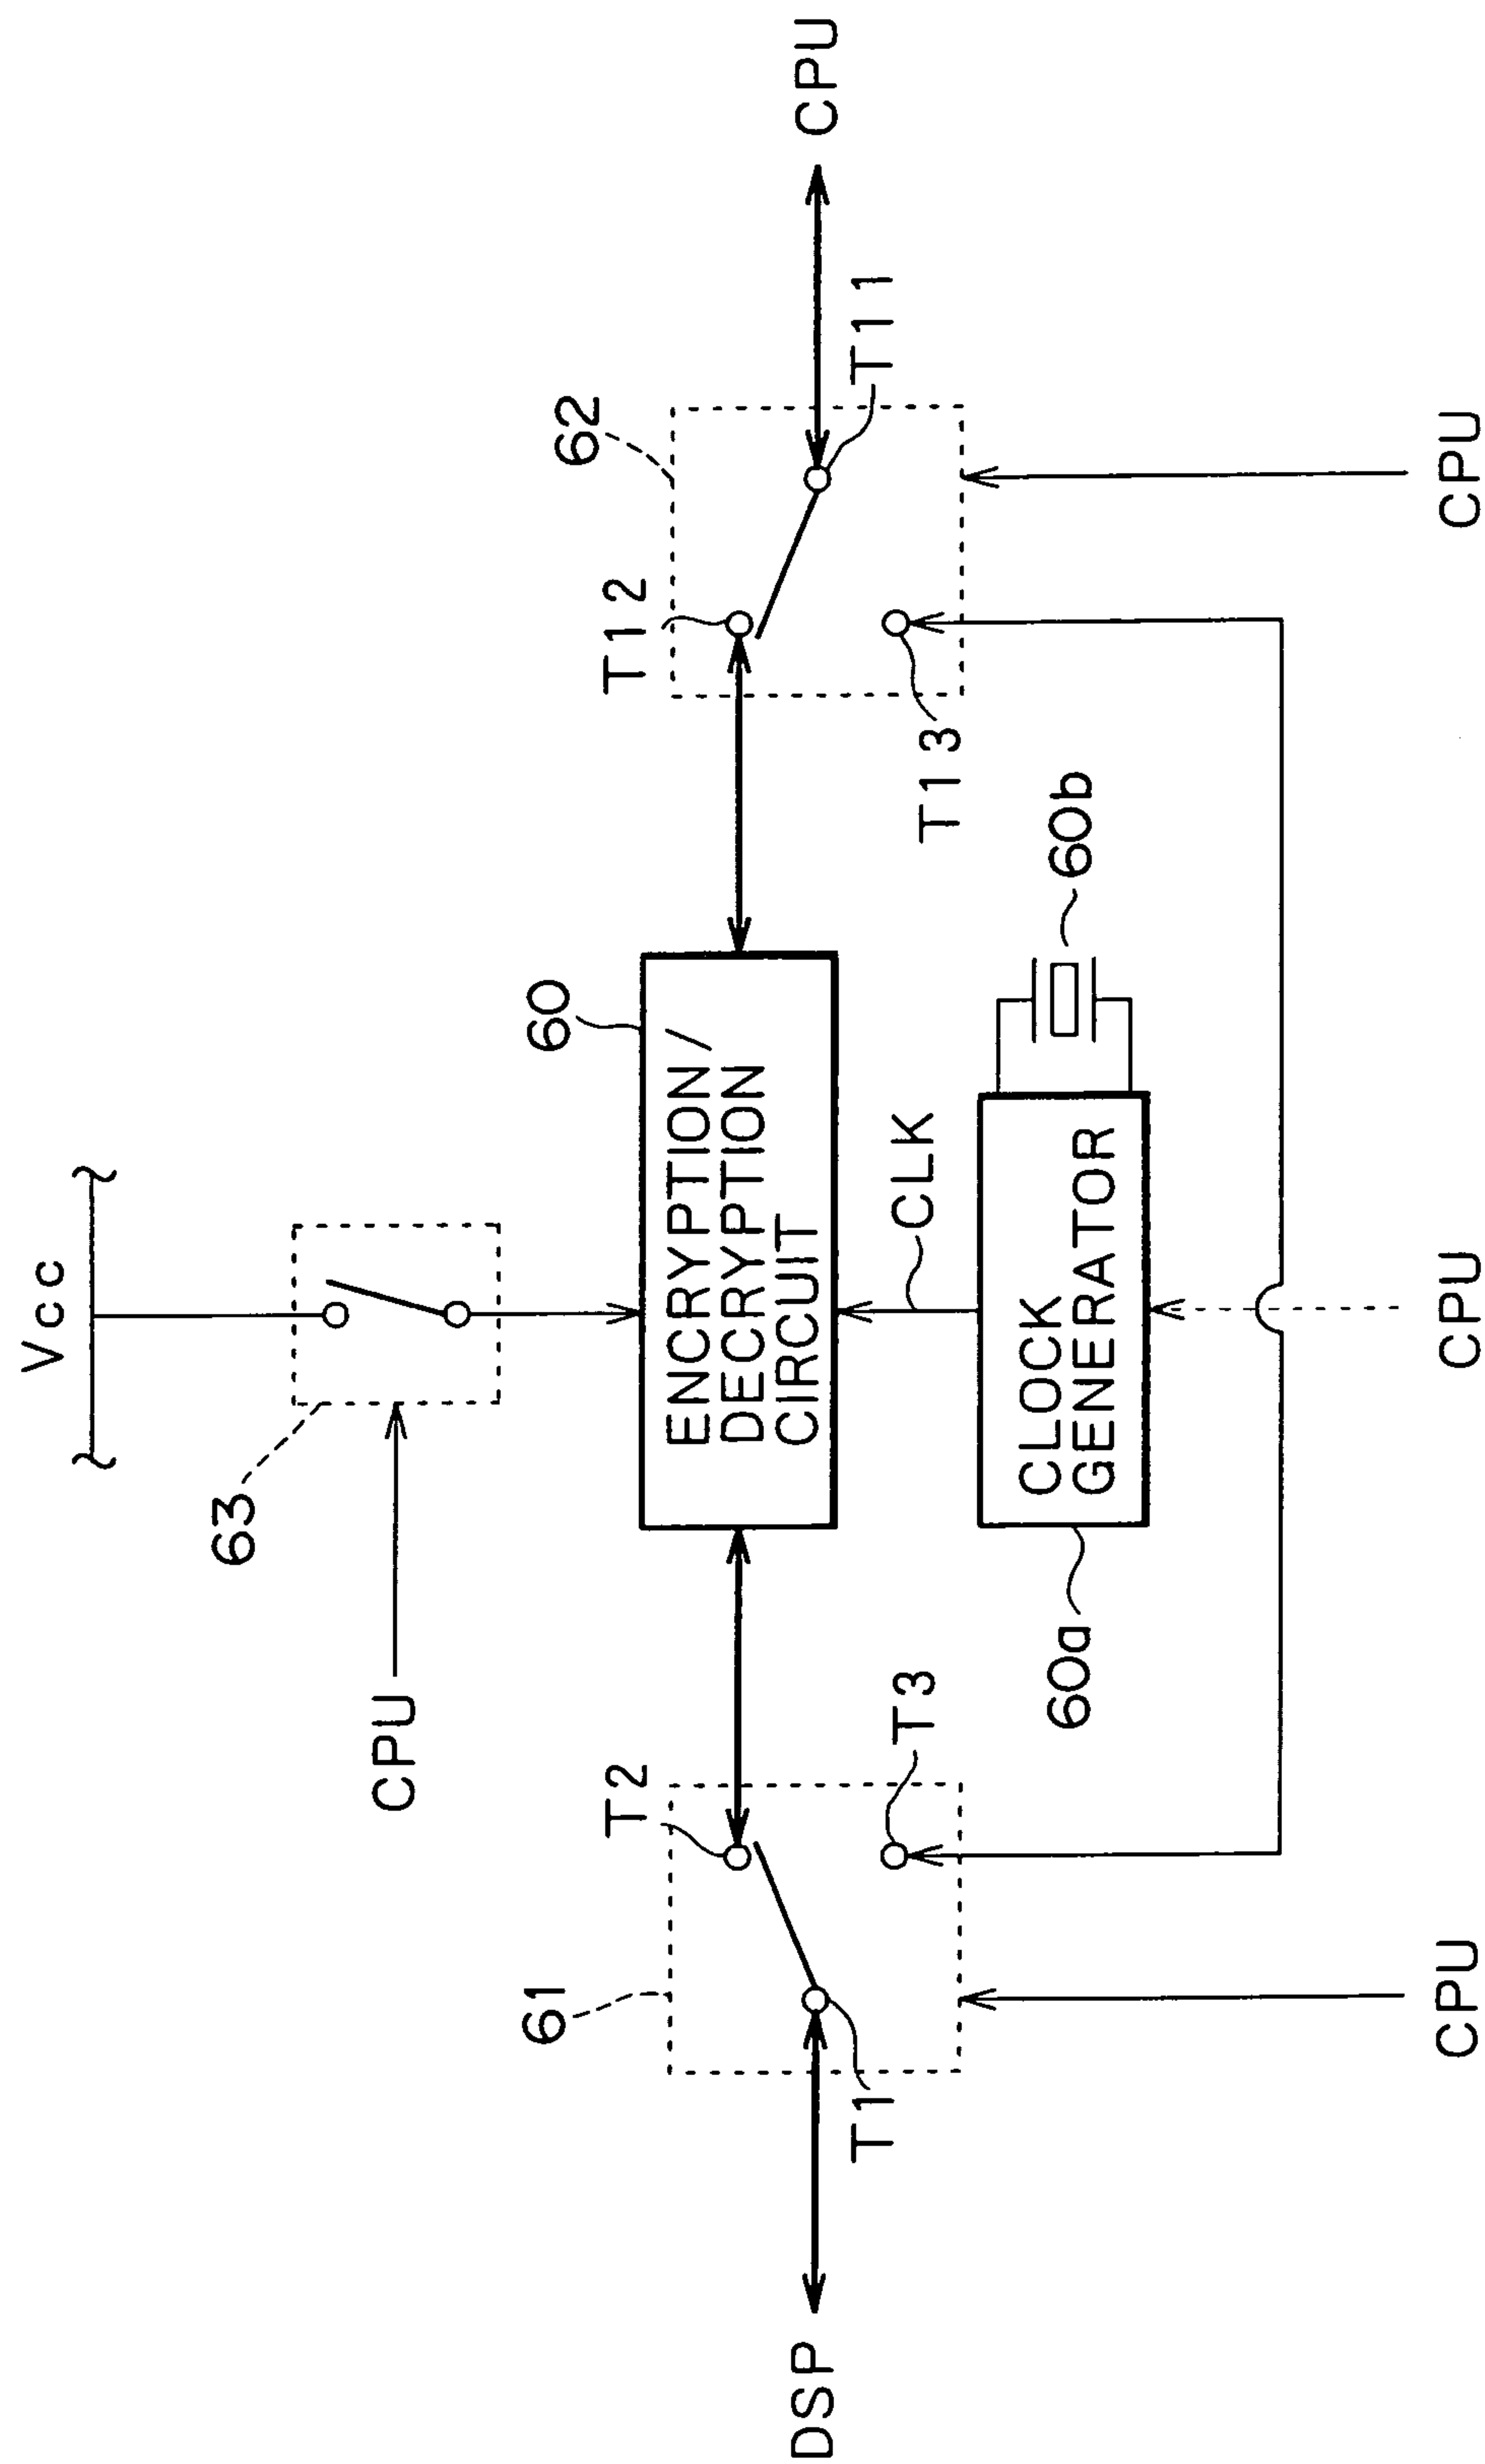 Vcc
63
CPU
60
ENCRYPTION/
DECRYPTION
CIRCUIT
61
T2
T12
62
DSP
T1
T3
CLK
T13
T11
CPU
60a
CLOCK
GENERATOR
60b
CPU
CPU
CPU